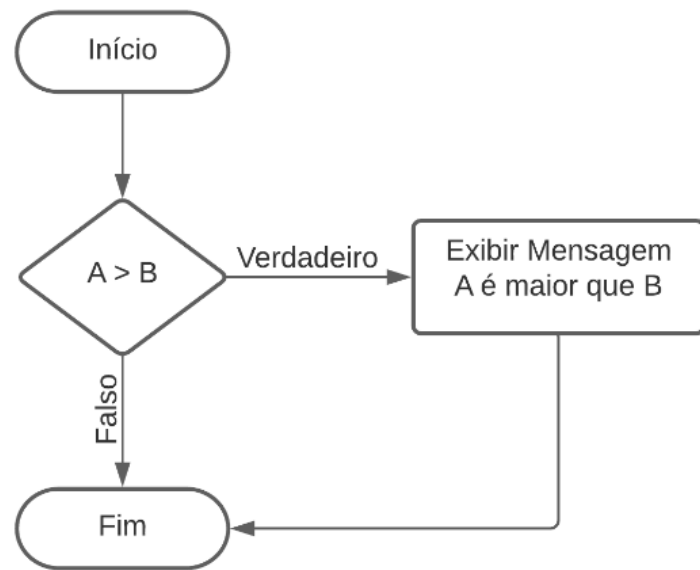 Início
A > B
Verdadeiro
Exibir Mensagem
A é maior que B
Falso
Fim